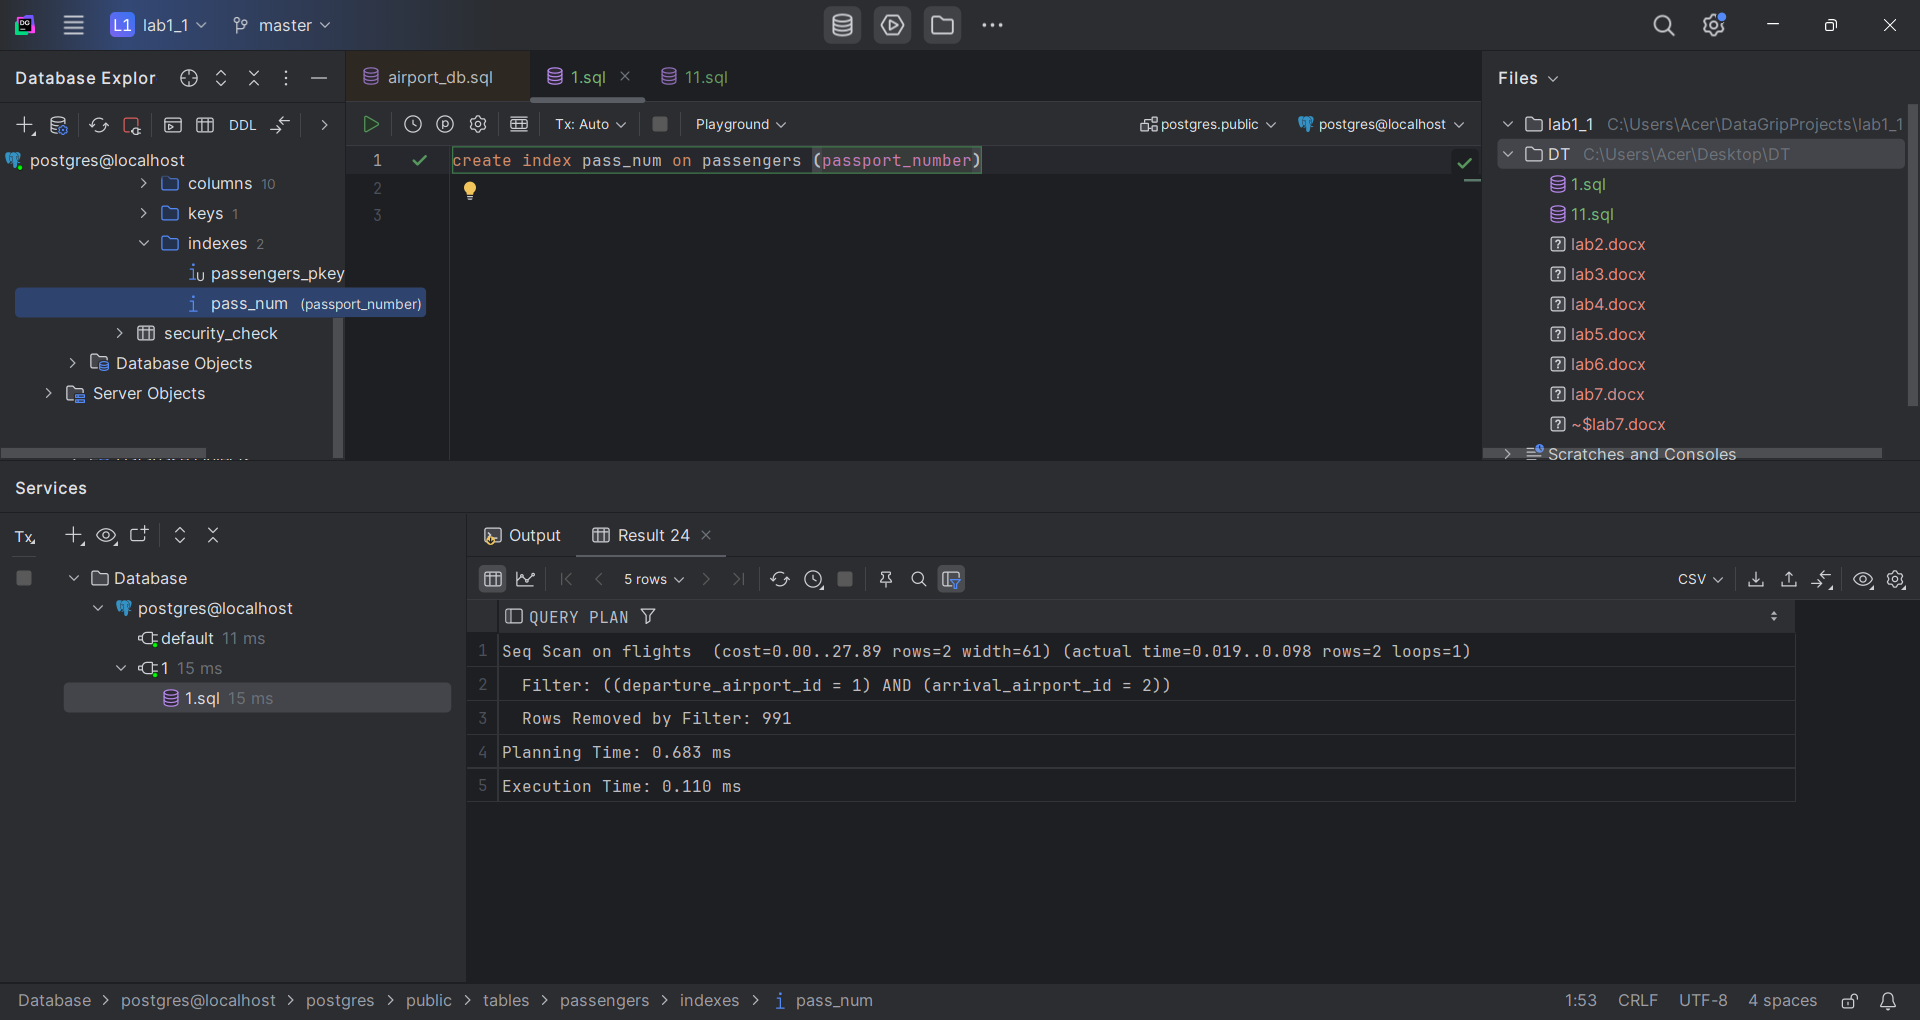 L1 lab1_1 master
Database Explor
airport_db.sql 1.sql 11.sql
Files
DDL
Tx: Auto Playground postgres.public postgres@localhost
postgres@localhost
columns 10
keys 1
indexes 2
passengers_pkey
pass_num (passport_number)
security_check
Database Objects
Server Objects
1 create index pass_num on passengers (passport_number)
2
3
lab1_1 C:\Users\Acer\DataGripProjects\lab1_1
DT C:\Users\Acer\Desktop\DT
1.sql
11.sql
lab2.docx
lab3.docx
lab4.docx
lab5.docx
lab6.docx
lab7.docx
~$lab7.docx
Scratches and Consoles
Services
Tx
Database
postgres@localhost
default 11 ms
1 15 ms
1.sql 15 ms
Output Result 24
5 rows CSV
QUERY PLAN
1 Seq Scan on flights (cost=0.00..27.89 rows=2 width=61) (actual time=0.019..0.098 rows=2 loops=1)
2 Filter: ((departure_airport_id = 1) AND (arrival_airport_id = 2))
3 Rows Removed by Filter: 991
4 Planning Time: 0.683 ms
5 Execution Time: 0.110 ms
Database > postgres@localhost > postgres > public > tables > passengers > indexes > pass_num
1:53 CRLF UTF-8 4 spaces